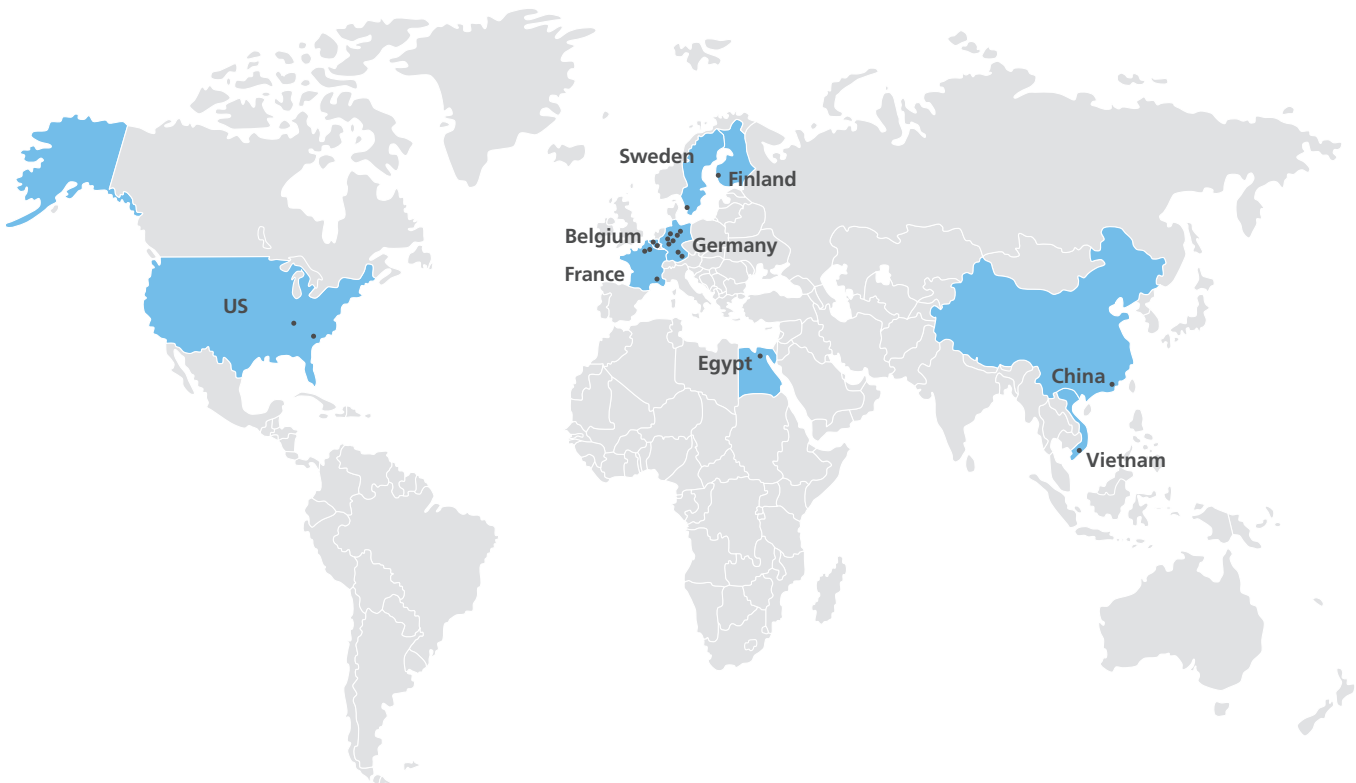 Sweden
Finland
Belgium
Germany
France
US
Egypt
China
Vietnam